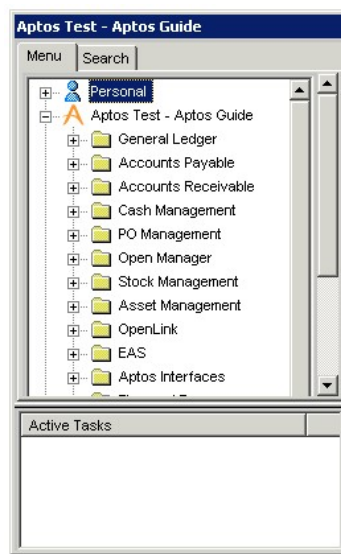 Aptos Test - Aptos Guide
Menu Search
Personal
Aptos Test - Aptos Guide
General Ledger
Accounts Payable
Accounts Receivable
Cash Management
PO Management
Open Manager
Stock Management
Asset Management
OpenLink
EAS
Aptos Interfaces
Active Tasks